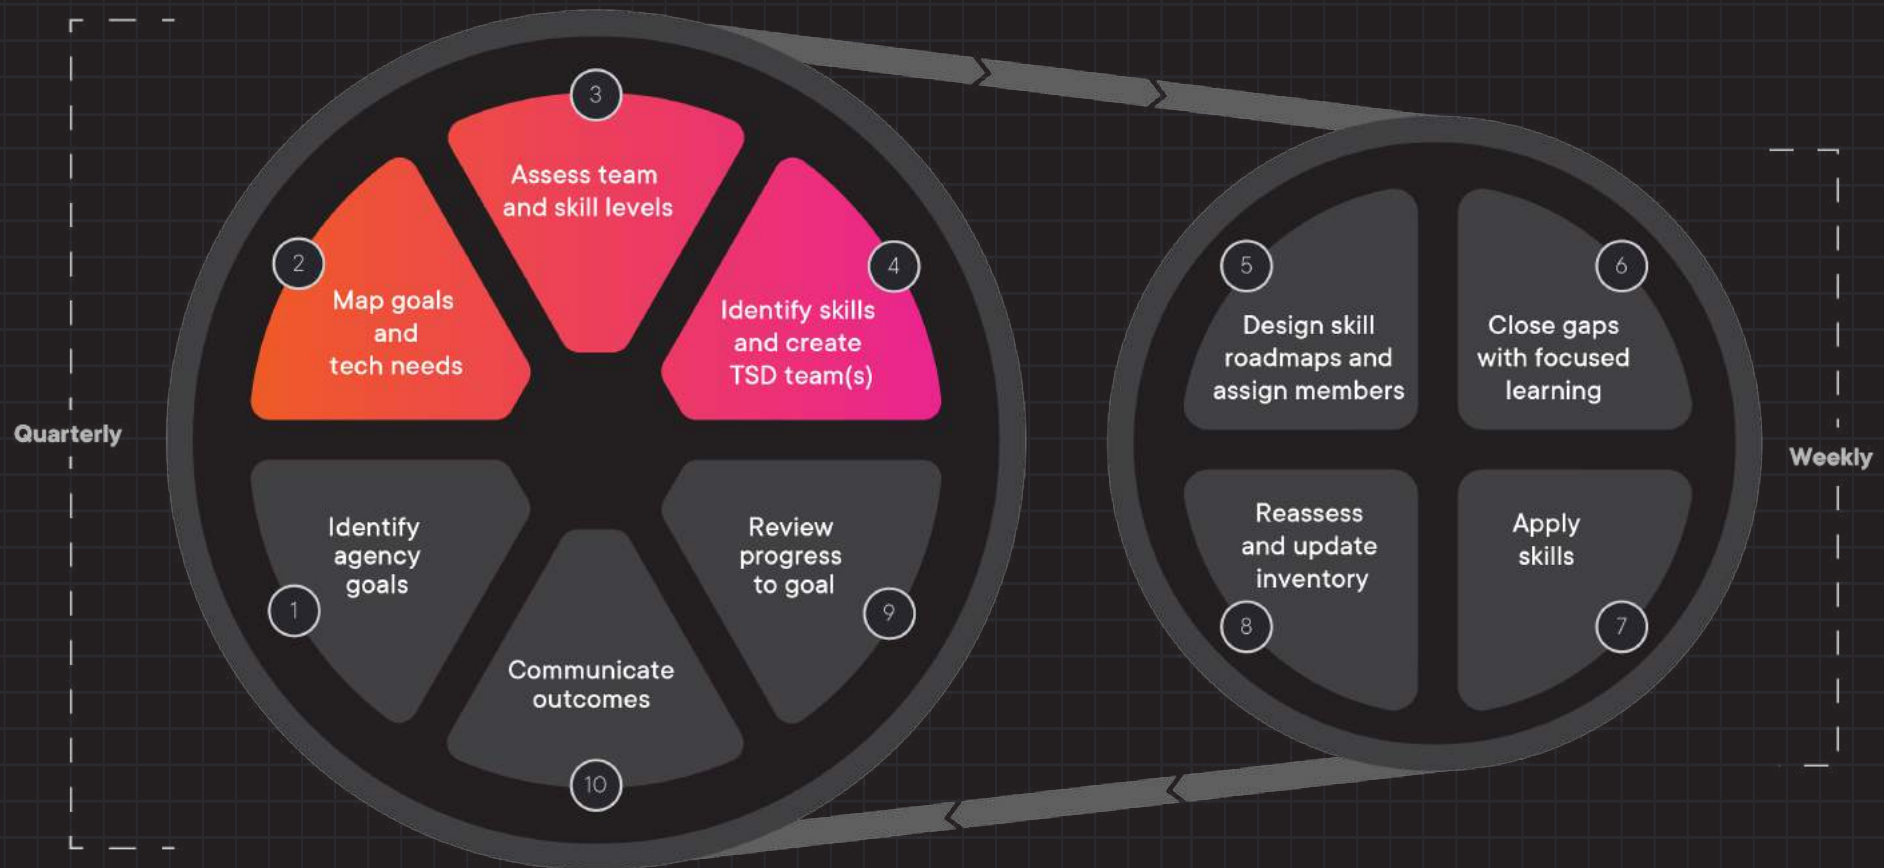 Quarterly
1
Identify
agency
goals
2
Map goals
and
tech needs
3
Assess team
and skill levels
4
Identify skills
and create
TSD team(s)
5
Design skill
roadmaps and
assign members
6
Close gaps
with focused
learning
7
Apply
skills
8
Reassess
and update
inventory
9
Review
progress
to goal
10
Communicate
outcomes
Weekly